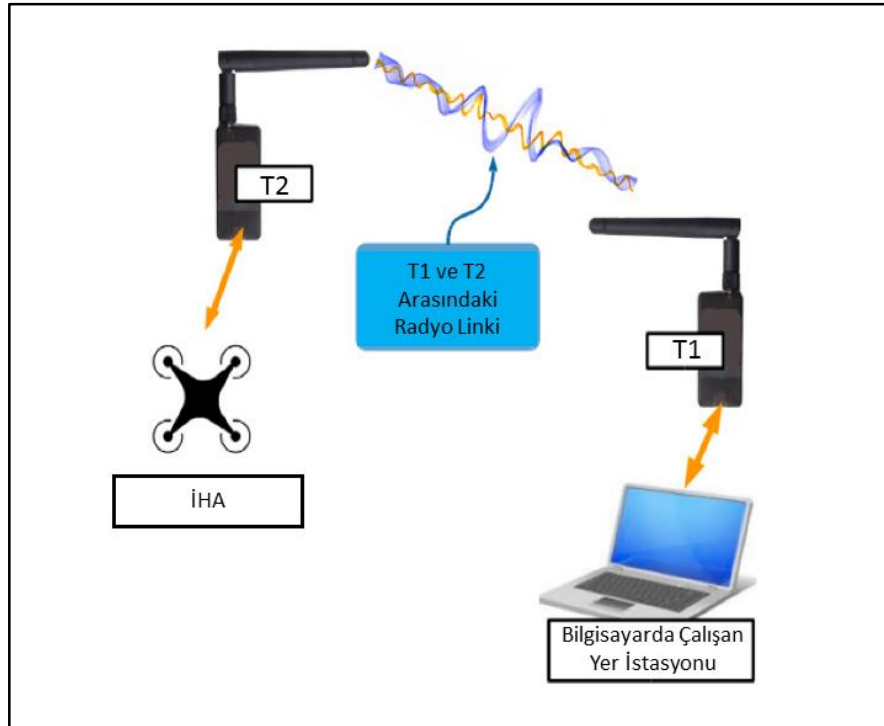 T2
T1 ve T2
Arasındaki
Radyo Linki
T1
İHA
Bilgisayarda Çalışan
Yer İstasyonu